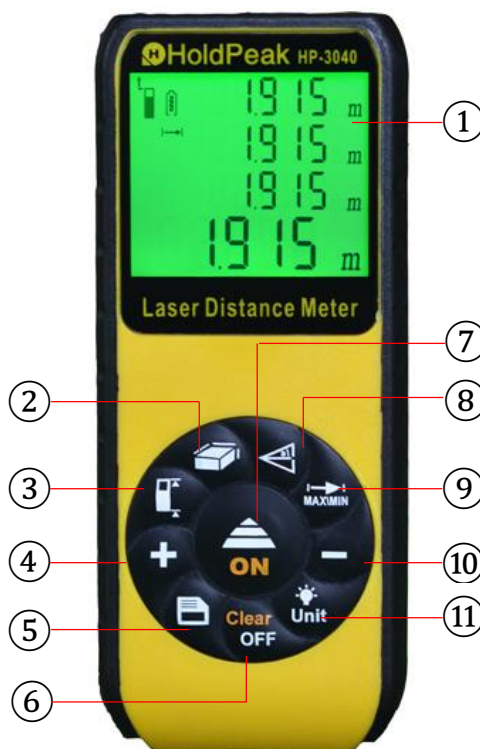 HoldPeak HP-3040
1.915 m
1.915 m
1.915 m
1.915 m
Laser Distance Meter
①
②
③
④
⑤
⑥
⑦
⑧
⑨
⑩
⑪
MAX\MIN
+
ON
−
Clear
OFF
Unit